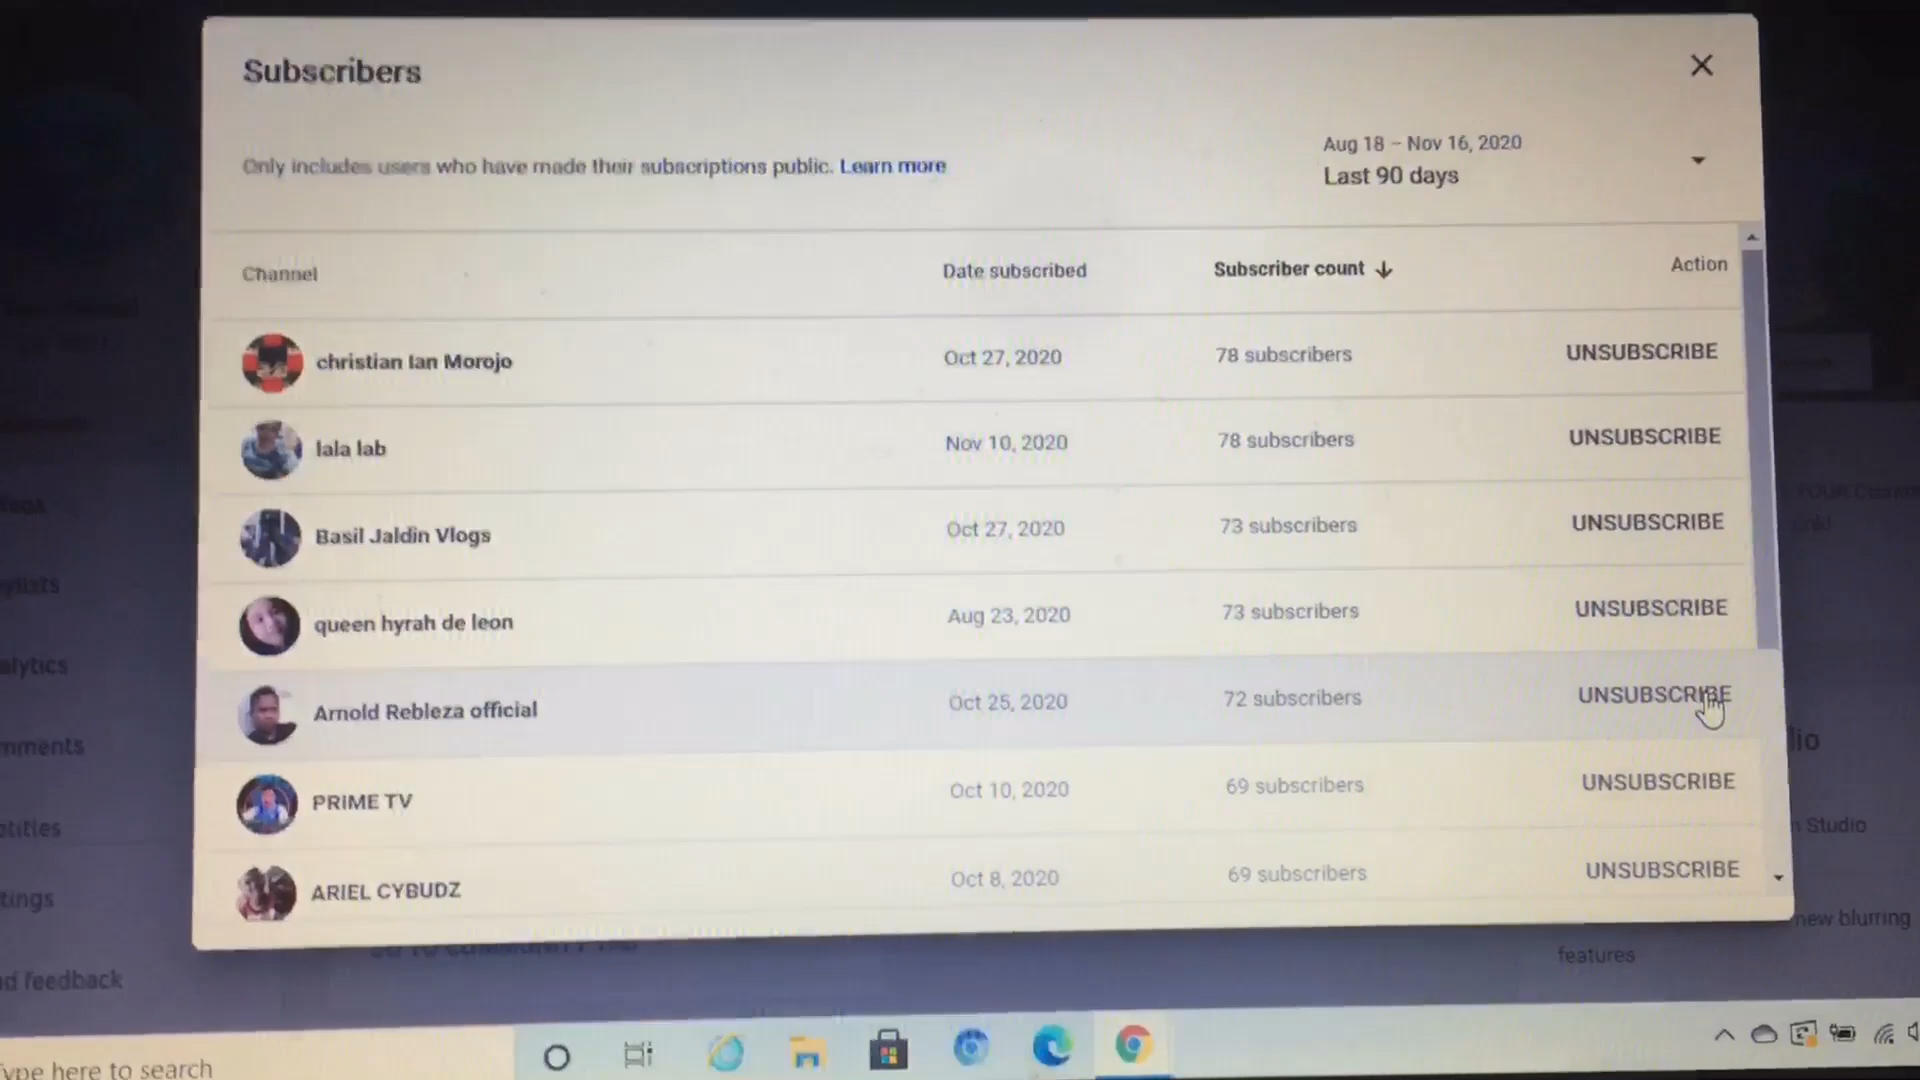 Subscribers
Only includes users who have made their subscriptions public. Learn more
Aug 18 – Nov 16, 2020
Last 90 days
Channel Date subscribed Subscriber count Action
christian Ian Morojo Oct 27, 2020 78 subscribers UNSUBSCRIBE
lala lab Nov 10, 2020 78 subscribers UNSUBSCRIBE
Basil Jaldin Vlogs Oct 27, 2020 73 subscribers UNSUBSCRIBE
queen hyrah de leon Aug 23, 2020 73 subscribers UNSUBSCRIBE
Arnold Rebleza official Oct 25, 2020 72 subscribers UNSUBSCRIBE
PRIME TV Oct 10, 2020 69 subscribers UNSUBSCRIBE
ARIEL CYBUDZ Oct 8, 2020 69 subscribers UNSUBSCRIBE
ylists
alytics
mments
tings
d feedback
lio
Studio
new blurring
features
ype here to search